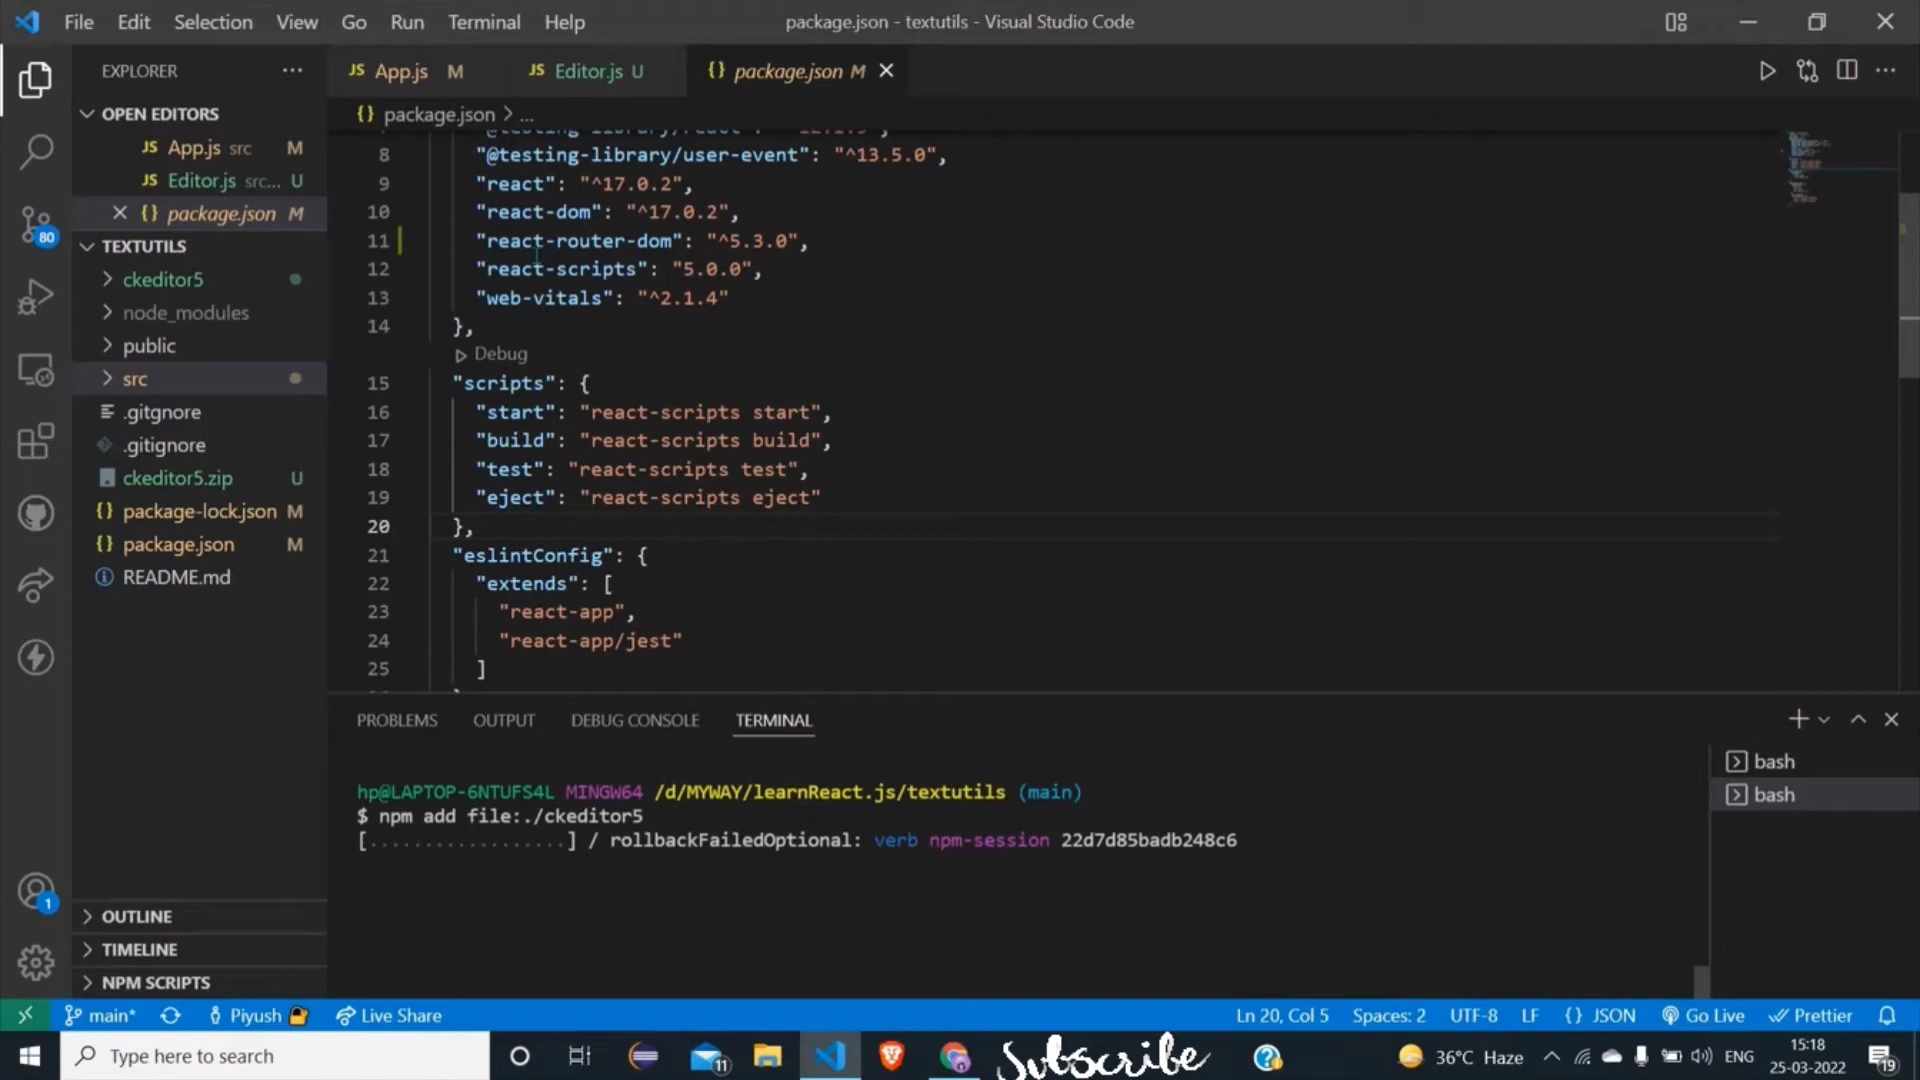 File Edit Selection View Go Run Terminal Help
package.json - textutils - Visual Studio Code
EXPLORER
OPEN EDITORS
JS App.js src M
JS Editor.js src... U
{} package.json M
TEXTUTILS
ckeditor5
node_modules
public
src
.gitgnore
.gitignore
ckeditor5.zip U
{} package-lock.json M
{} package.json M
README.md
OUTLINE
TIMELINE
NPM SCRIPTS
80
1
JS App.js M
JS Editor.js U
{} package.json M
{} package.json > ...
8 "@testing-library/user-event": "^13.5.0",
9 "react": "^17.0.2",
10 "react-dom": "^17.0.2",
11 "react-router-dom": "^5.3.0",
12 "react-scripts": "5.0.0",
13 "web-vitals": "^2.1.4"
14 },
Debug
15 "scripts": {
16 "start": "react-scripts start",
17 "build": "react-scripts build",
18 "test": "react-scripts test",
19 "eject": "react-scripts eject"
20 },
21 "eslintConfig": {
22 "extends": [
23 "react-app",
24 "react-app/jest"
25 ]
PROBLEMS OUTPUT DEBUG CONSOLE TERMINAL
hp@LAPTOP-6NTUFS4L MINGW64 /d/MYWAY/learnReact.js/textutils (main)
$ npm add file:./ckeditor5
[..................] / rollbackFailedOptional: verb npm-session 22d7d85badb248c6
bash
bash
main* Piyush Live Share
Ln 20, Col 5 Spaces: 2 UTF-8 LF {} JSON Go Live Prettier
Type here to search
11
Subscribe
36°C Haze
ENG
15:18
25-03-2022
19